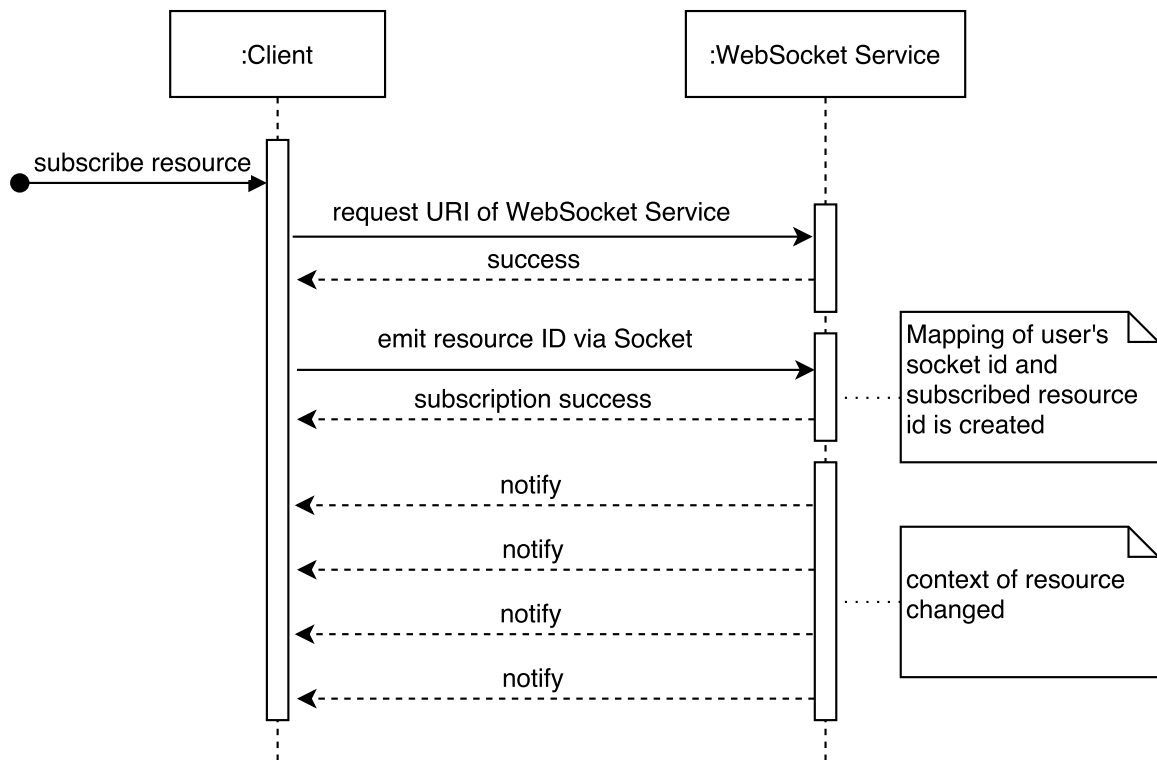 :Client
:WebSocket Service
subscribe resource
request URI of WebSocket Service
success
emit resource ID via Socket
Mapping of user's
socket id and
subscribed resource
id is created
subscription success
notify
notify
context of resource
changed
notify
notify